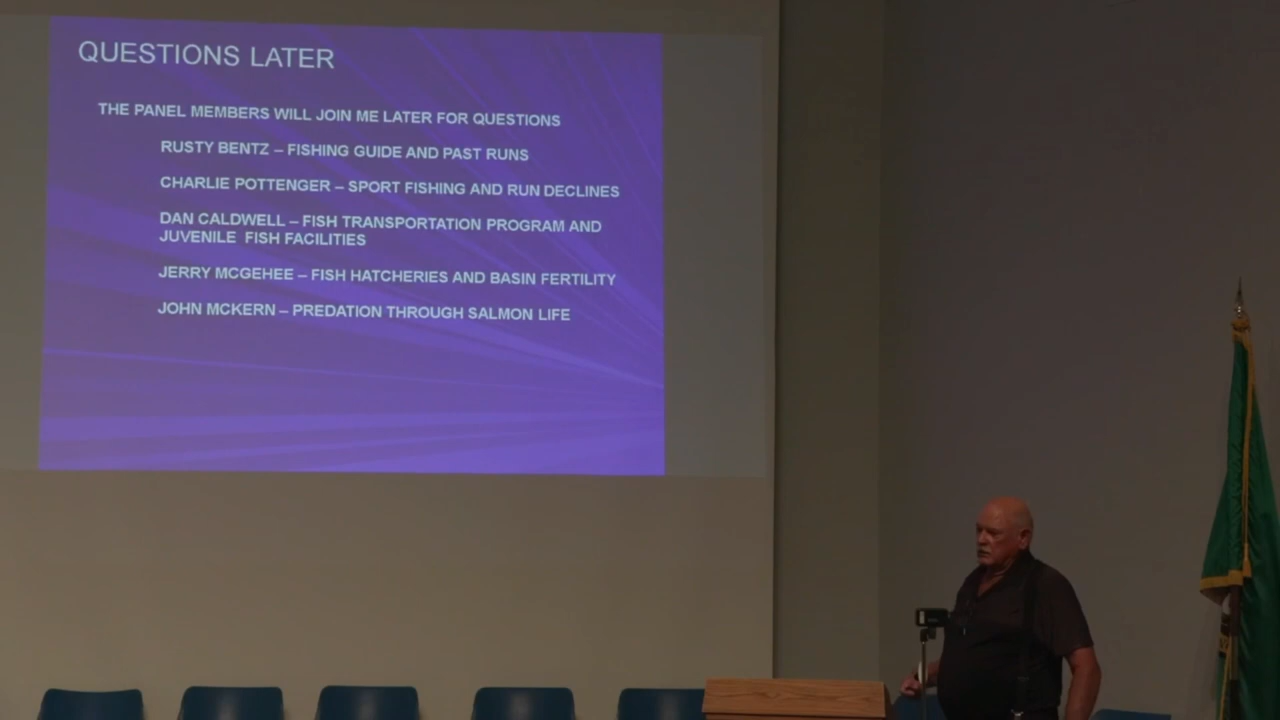 QUESTIONS LATER
THE PANEL MEMBERS WILL JOIN ME LATER FOR QUESTIONS
RUSTY BENTZ – FISHING GUIDE AND PAST RUNS
CHARLIE POTTENGER – SPORT FISHING AND RUN DECLINES
DAN CALDWELL – FISH TRANSPORTATION PROGRAM AND
JUVENILE FISH FACILITIES
JERRY MCGEHEE – FISH HATCHERIES AND BASIN FERTILITY
JOHN MCKERN – PREDATION THROUGH SALMON LIFE